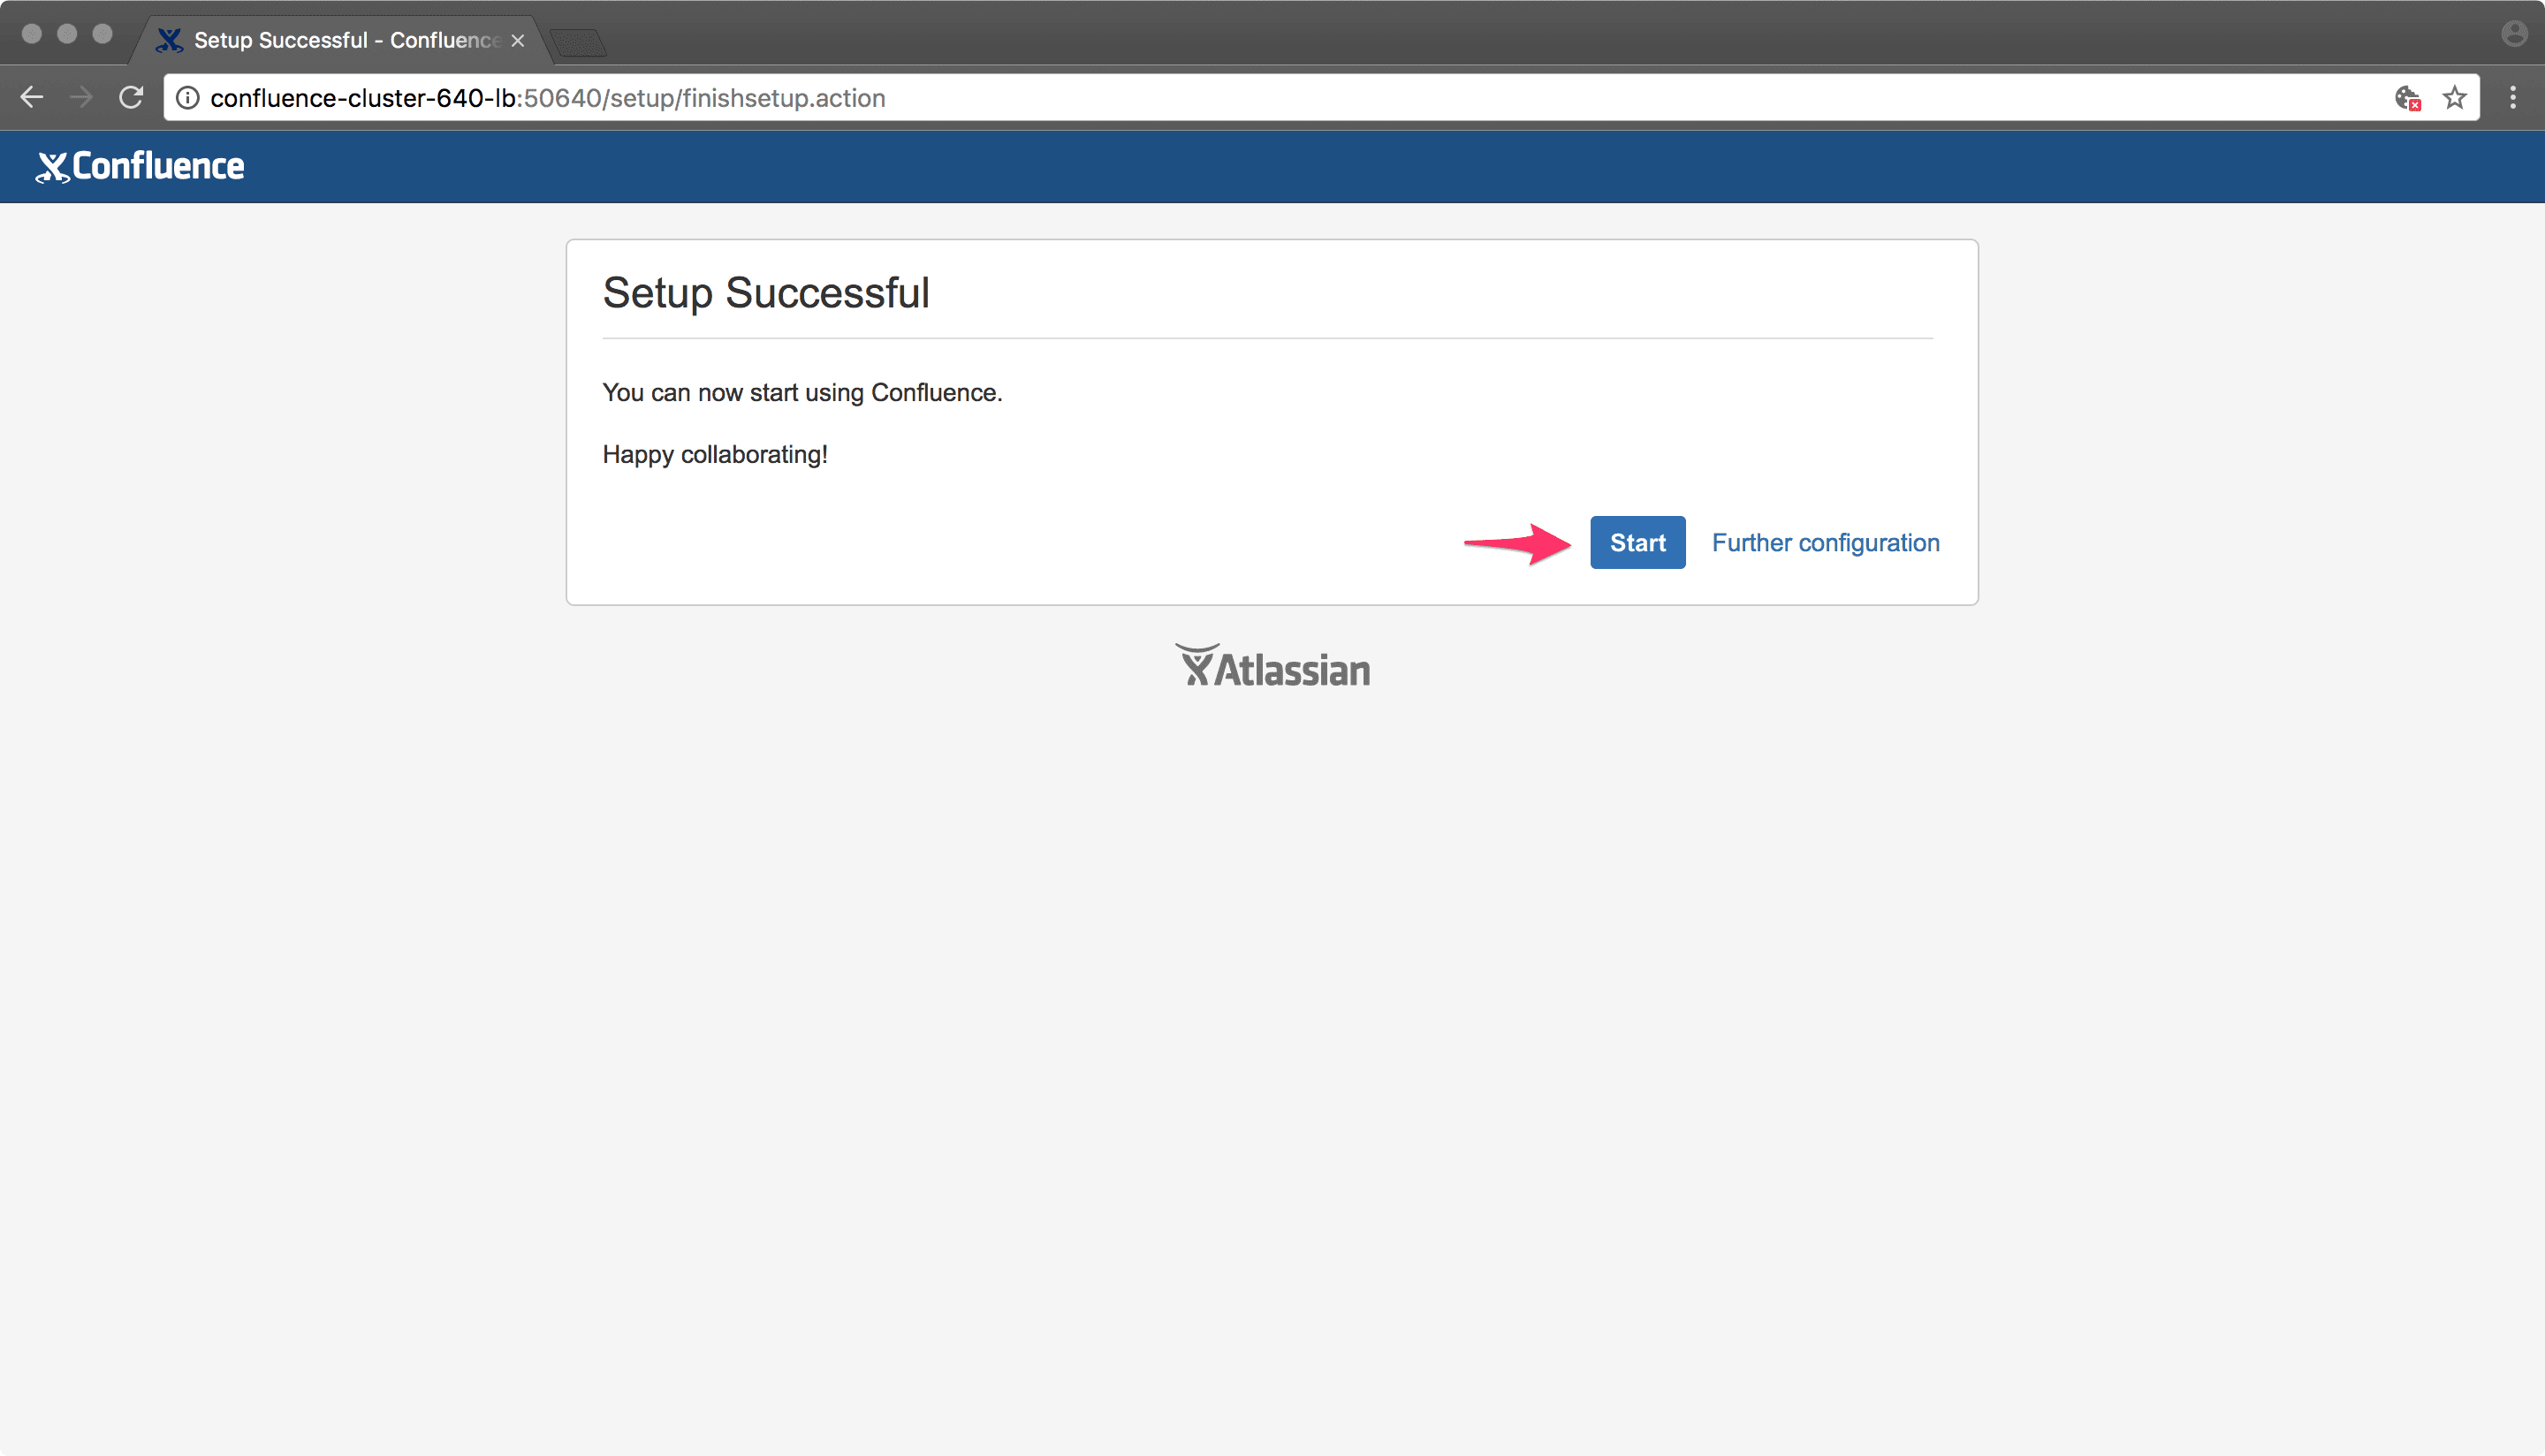 Setup Successful - Confluence
confluence-cluster-640-lb:50640/setup/finishsetup.action
Confluence
Setup Successful
You can now start using Confluence.
Happy collaborating!
Start
Further configuration
Atlassian